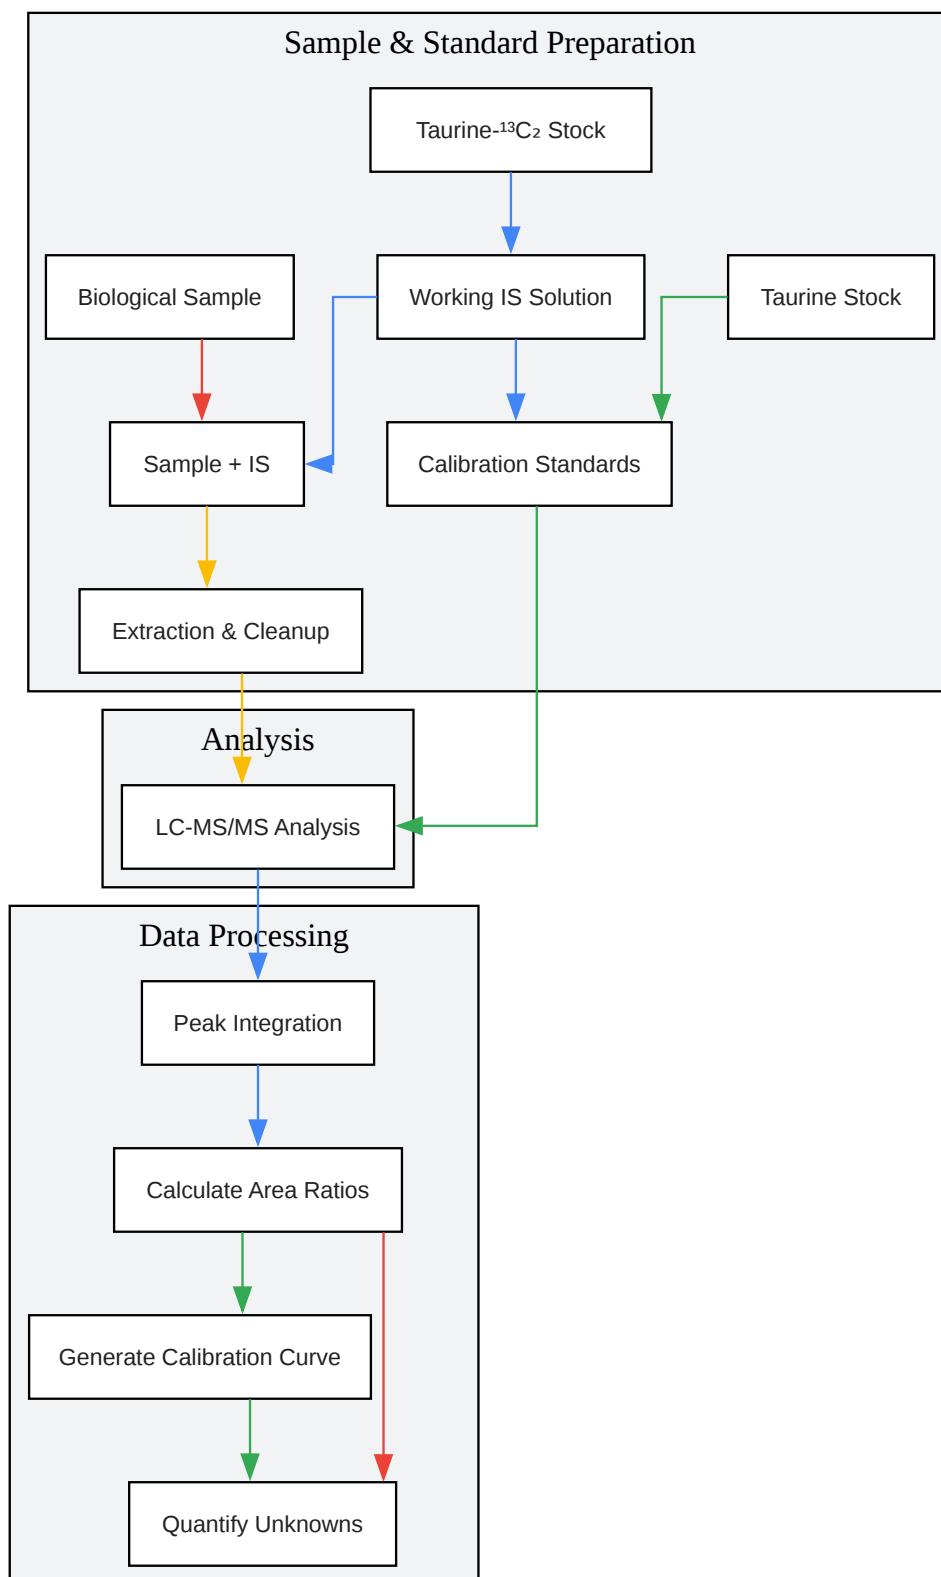 Sample & Standard Preparation
Taurine-¹³C₂ Stock
Biological Sample
Working IS Solution
Taurine Stock
Sample + IS
Calibration Standards
Extraction & Cleanup
Analysis
LC-MS/MS Analysis
Data Processing
Peak Integration
Calculate Area Ratios
Generate Calibration Curve
Quantify Unknowns